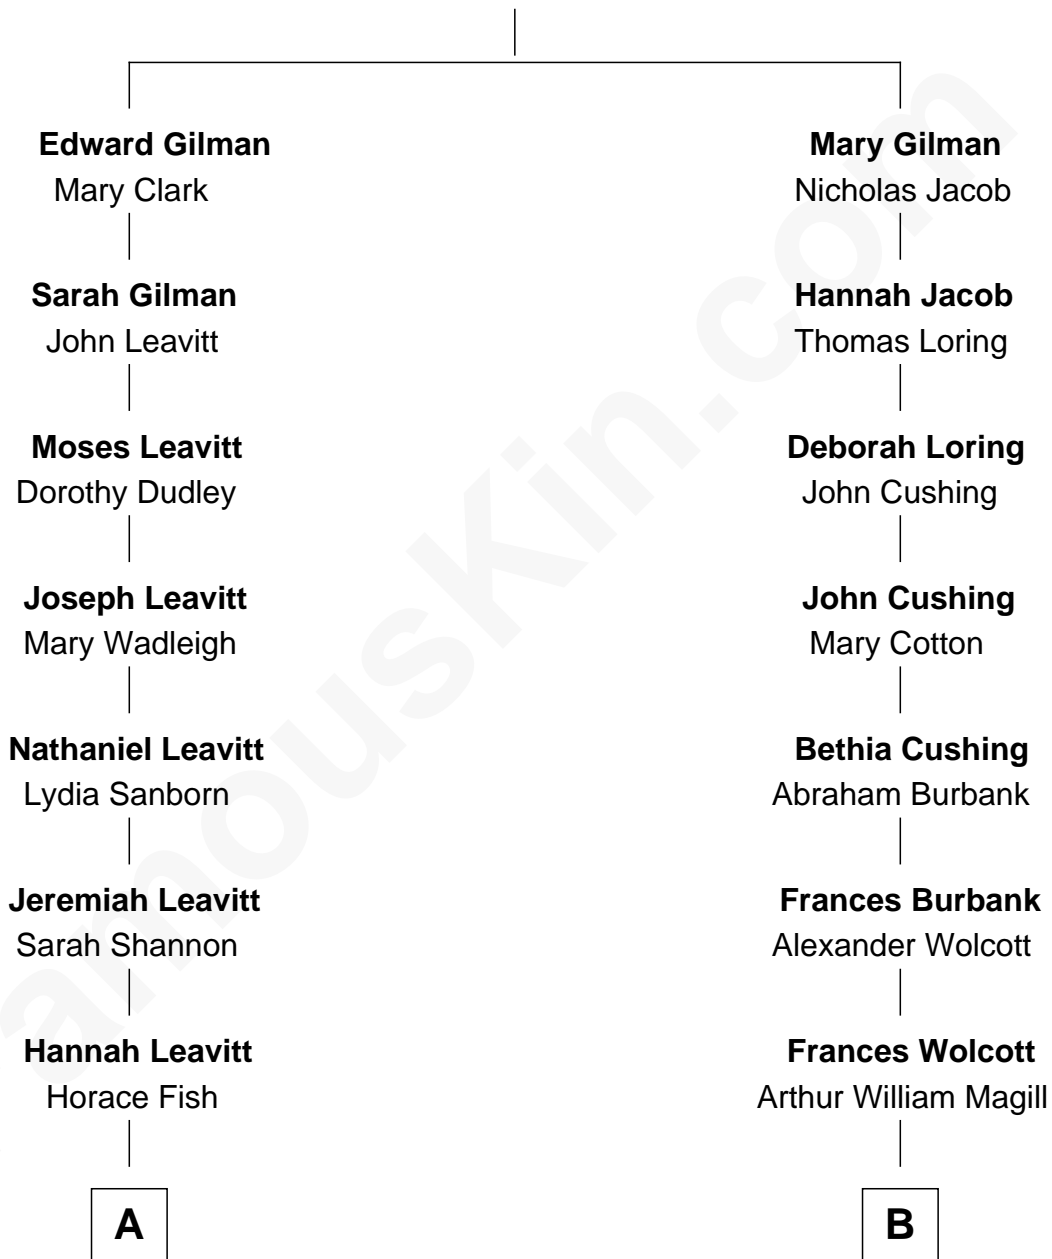 Edward Gilman
Mary Clark
Sarah Gilman
John Leavitt
Moses Leavitt
Dorothy Dudley
Joseph Leavitt
Mary Wadleigh
Nathaniel Leavitt
Lydia Sanborn
Jeremiah Leavitt
Sarah Shannon
Hannah Leavitt
Horace Fish
A
Mary Gilman
Nicholas Jacob
Hannah Jacob
Thomas Loring
Deborah Loring
John Cushing
John Cushing
Mary Cotton
Bethia Cushing
Abraham Burbank
Frances Burbank
Alexander Wolcott
Frances Wolcott
Arthur William Magill
B
amouskin.com